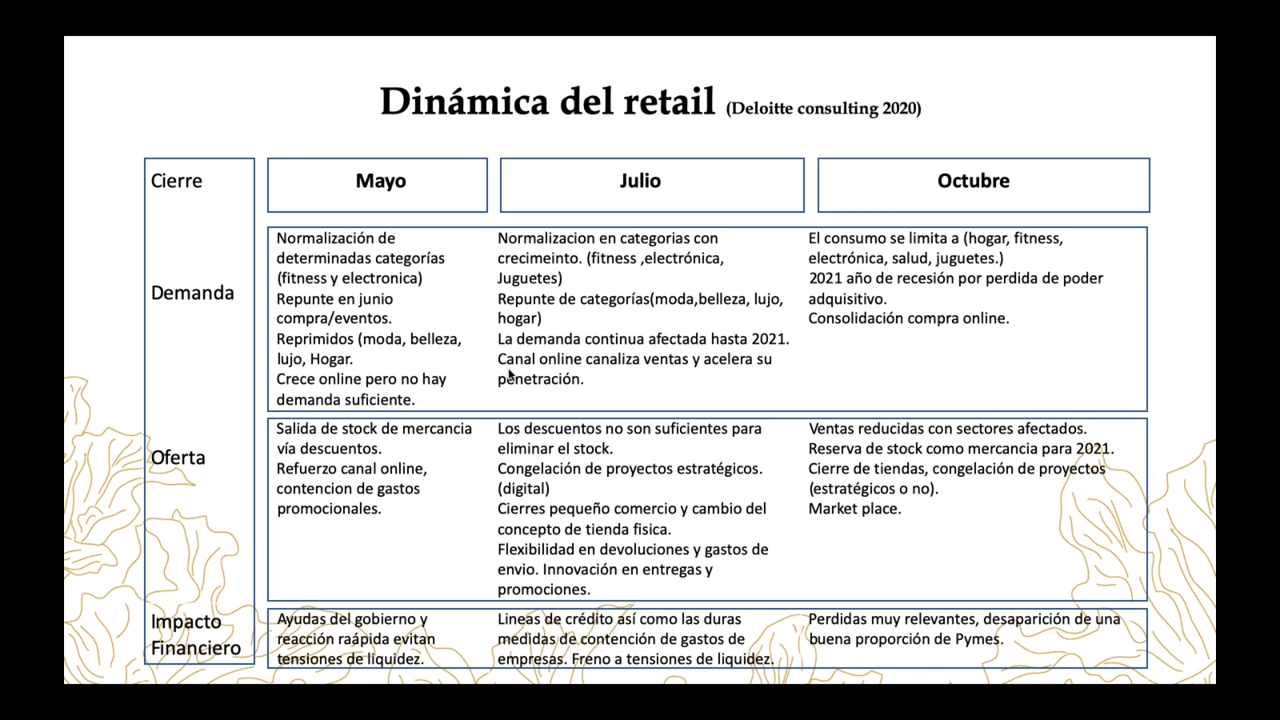 Dinámica del retail (Deloitte consulting 2020)
Cierre
Mayo
Julio
Octubre
Demanda
Normalización de
determinadas categorías
(fitness y electronica)
Repunte en junio
compra/eventos.
Reprimidos (moda, belleza,
lujo, Hogar.
Crece online pero no hay
demanda suficiente.
Normalizacion en categorias con
crecimeinto. (fitness ,electrónica,
Juguetes)
Repunte de categorías(moda,belleza, lujo,
hogar)
La demanda continua afectada hasta 2021.
Canal online canaliza ventas y acelera su
penetración.
El consumo se limita a (hogar, fitness,
electrónica, salud, juguetes.)
2021 año de recesión por perdida de poder
adquisitivo.
Consolidación compra online.
Oferta
Salida de stock de mercancia
vía descuentos.
Refuerzo canal online,
contencion de gastos
promocionales.
Los descuentos no son suficientes para
eliminar el stock.
Congelación de proyectos estratégicos.
(digital)
Cierres pequeño comercio y cambio del
concepto de tienda fisica.
Flexibilidad en devoluciones y gastos de
envio. Innovación en entregas y
promociones.
Ventas reducidas con sectores afectados.
Reserva de stock como mercancia para 2021.
Cierre de tiendas, congelación de proyectos
(estratégicos o no).
Market place.
Impacto
Financiero
Ayudas del gobierno y
reacción raápida evitan
tensiones de liquidez.
Lineas de crédito así como las duras
medidas de contención de gastos de
empresas. Freno a tensiones de liquidez.
Perdidas muy relevantes, desaparición de una
buena proporción de Pymes.